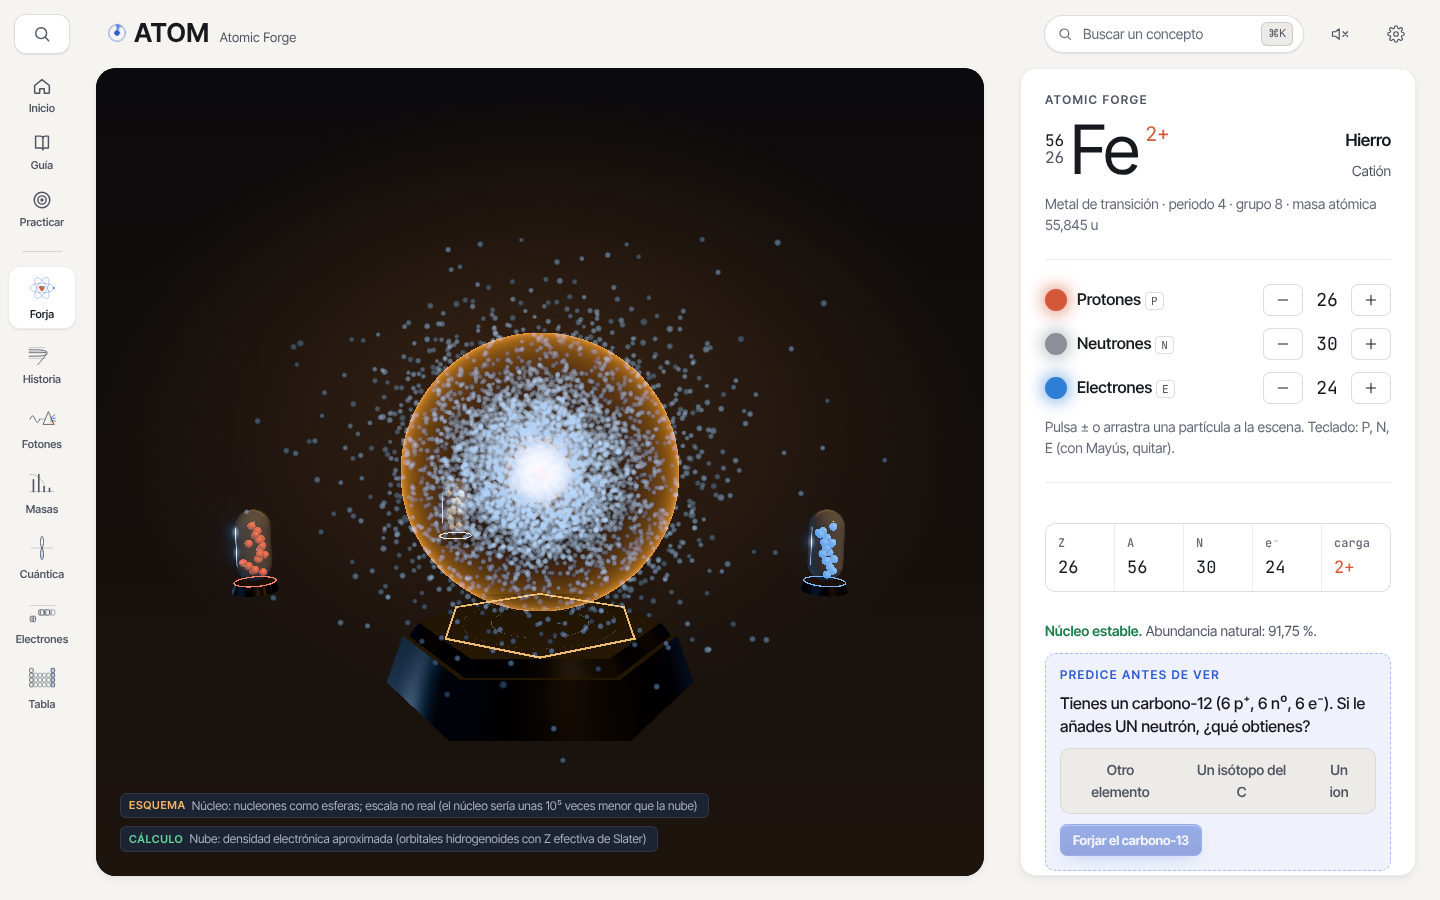 ATOM Atomic Forge
Buscar un concepto ⌘K
Inicio
Guía
Practicar
Forja
Historia
Fotones
Masas
Cuántica
Electrones
Tabla
ESQUEMA Núcleo: nucleones como esferas; escala no real (el núcleo sería unas 10⁵ veces menor que la nube)
CÁLCULO Nube: densidad electrónica aproximada (orbitales hidrogenoides con Z efectiva de Slater)
ATOMIC FORGE
56
26
Fe 2+
Hierro
Catión
Metal de transición · periodo 4 · grupo 8 · masa atómica
55,845 u
Protones P − 26 +
Neutrones N − 30 +
Electrones E − 24 +
Pulsa ± o arrastra una partícula a la escena. Teclado: P, N,
E (con Mayús, quitar).
Z A N e⁻ carga
26 56 30 24 2+
Núcleo estable. Abundancia natural: 91,75 %.
PREDICE ANTES DE VER
Tienes un carbono-12 (6 p⁺, 6 n⁰, 6 e⁻). Si le
añades UN neutrón, ¿qué obtienes?
Otro Un isótopo del Un
elemento C ion
Forjar el carbono-13